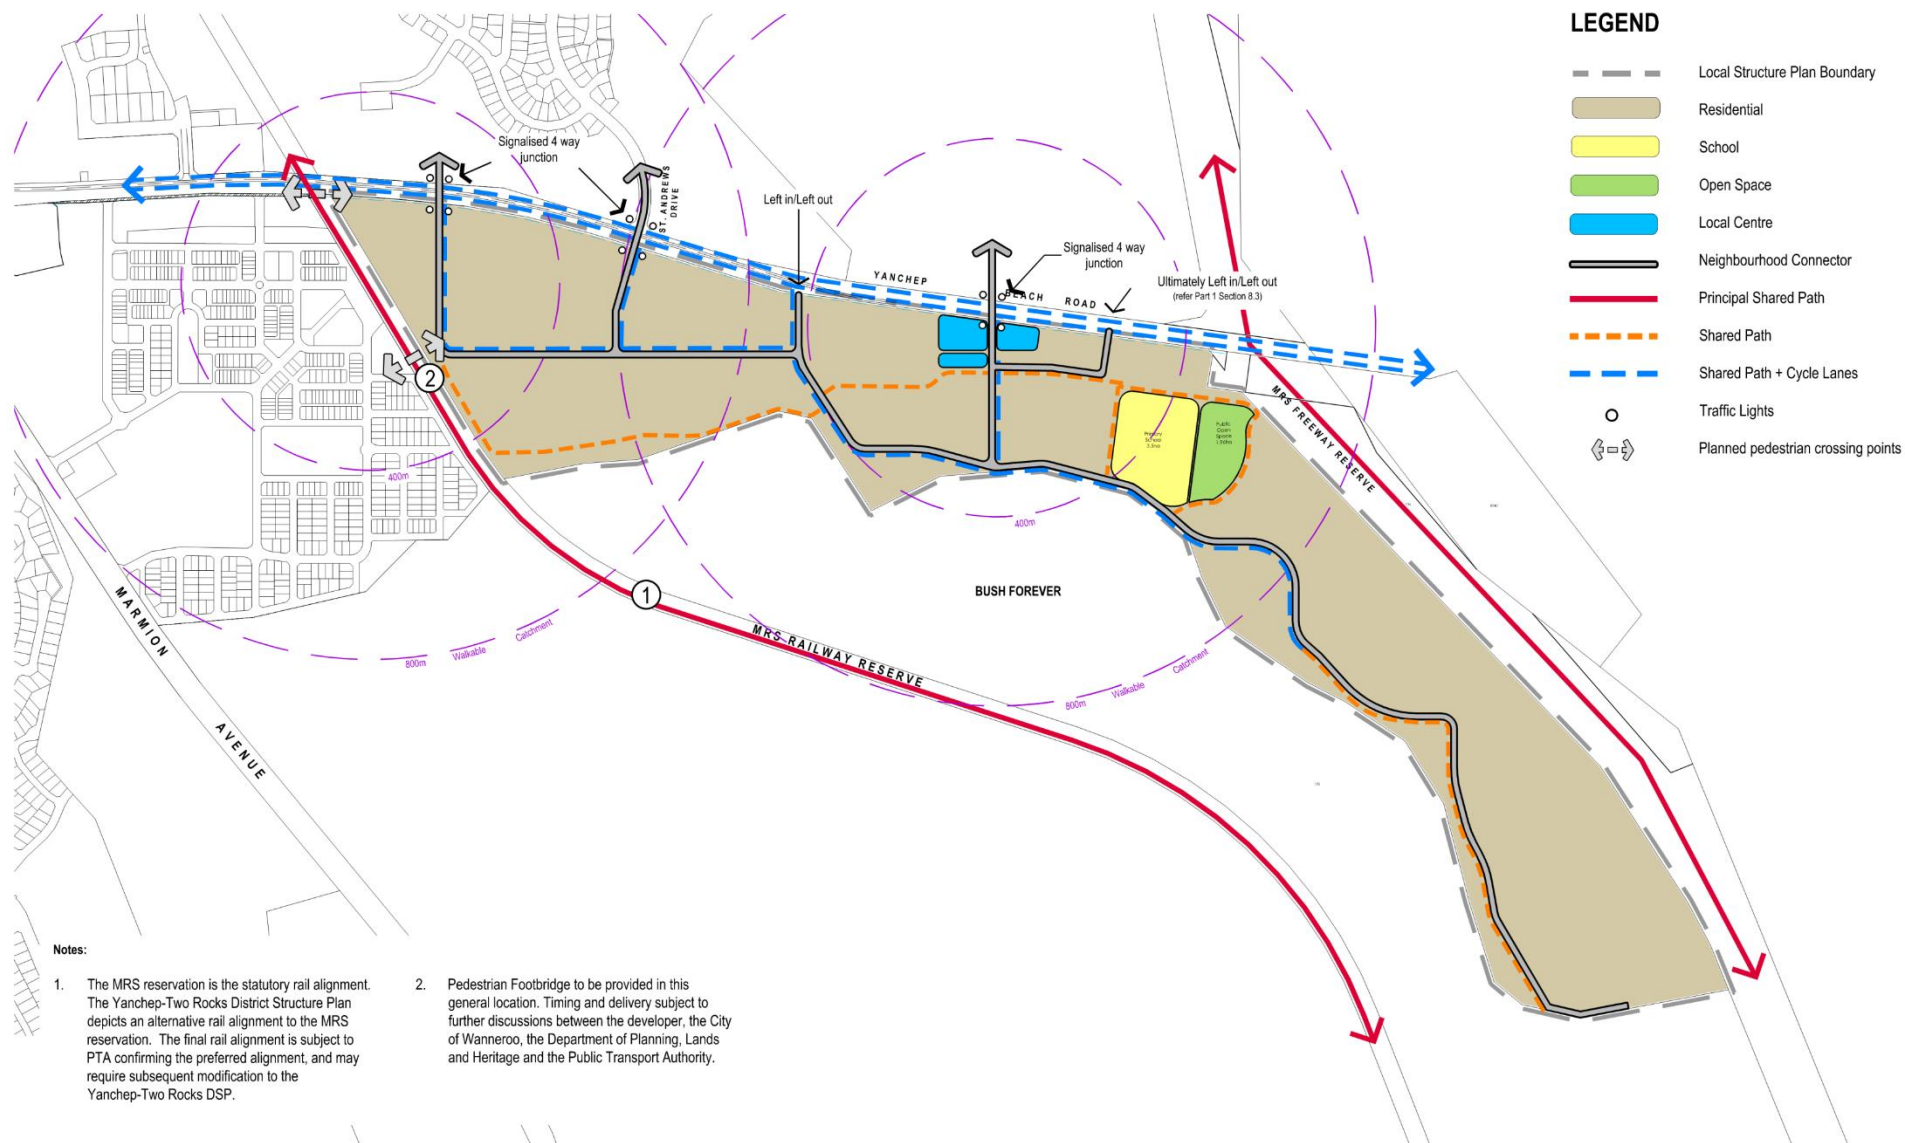 LEGEND
Local Structure Plan Boundary
Residential
School
Open Space
Local Centre
Neighbourhood Connector
Principal Shared Path
Shared Path
Shared Path + Cycle Lanes
Traffic Lights
Planned pedestrian crossing points
Signalised 4 way
junction
ST. ANDREWS
DRIVE
Left in/Left out
YANCHEP BEACH ROAD
Signalised 4 way
junction
Ultimately Left in/Left out
(refer Part 1 Section 8.3)
MRS FREEWAY RESERVE
Primary
School
3.5ha
Public
Open
Space
2
400m
400m
1
BUSH FOREVER
MARMION
AVENUE
800m Walkable Catchment
MRS RAILWAY RESERVE
800m Walkable Catchment
Notes:
1. The MRS reservation is the statutory rail alignment.
The Yanchep-Two Rocks District Structure Plan
depicts an alternative rail alignment to the MRS
reservation. The final rail alignment is subject to
PTA confirming the preferred alignment, and may
require subsequent modification to the
Yanchep-Two Rocks DSP.
2. Pedestrian Footbridge to be provided in this
general location. Timing and delivery subject to
further discussions between the developer, the City
of Wanneroo, the Department of Planning, Lands
and Heritage and the Public Transport Authority.